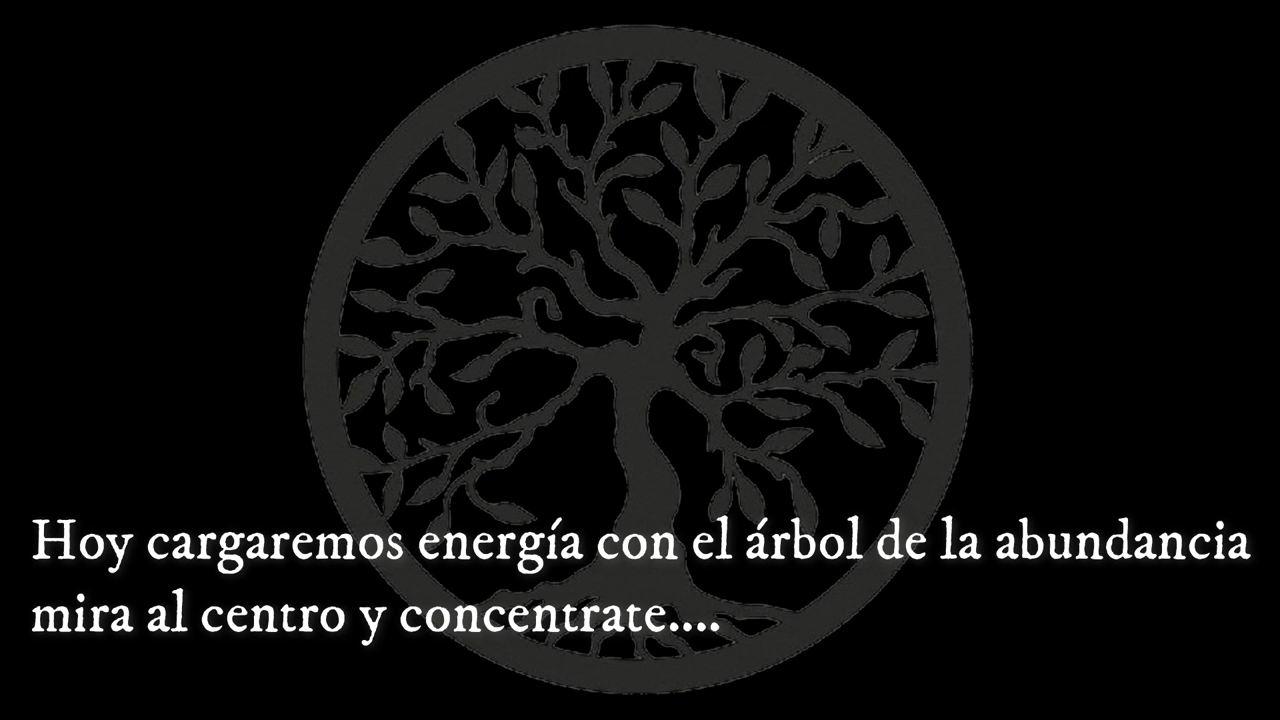 Hoy cargaremos energía con el árbol de la abundancia
mira al centro y concentrate....